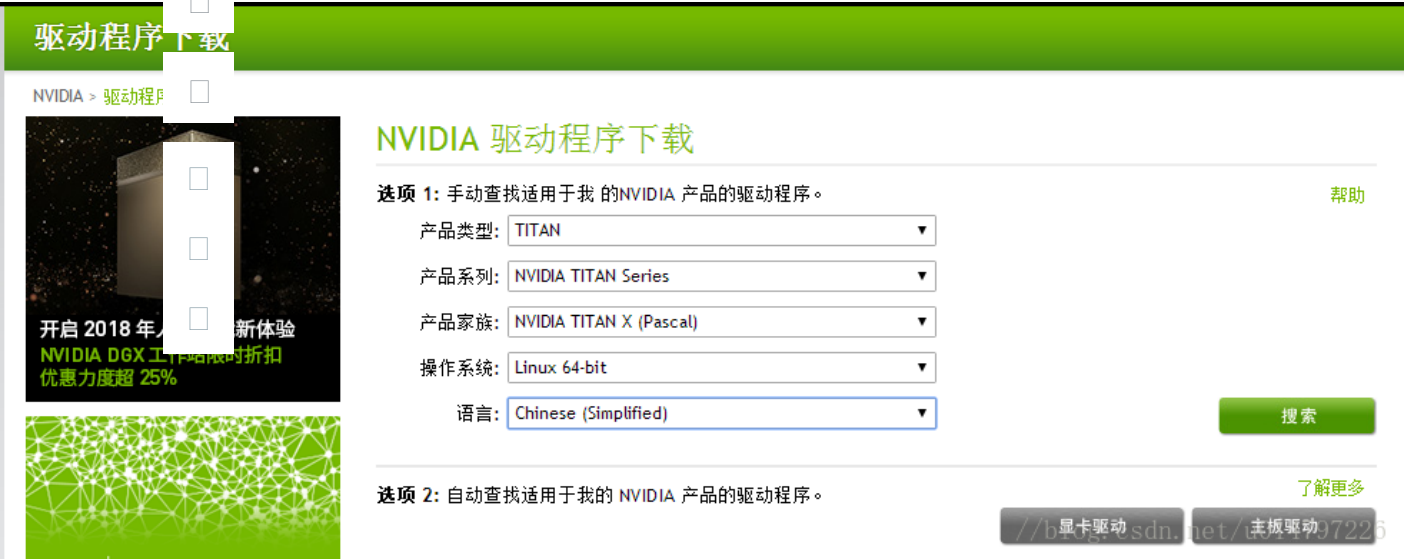 驱动程序下载
NVIDIA > 驱动程序
开启 2018 年 新体验
NVIDIA DGX 工作站限时折扣
优惠力度超 25%
NVIDIA 驱动程序下载
选项 1: 手动查找适用于我 的NVIDIA 产品的驱动程序。
帮助
产品类型: TITAN
产品系列: NVIDIA TITAN Series
产品家族: NVIDIA TITAN X (Pascal)
操作系统: Linux 64-bit
语言: Chinese (Simplified)
搜索
选项 2: 自动查找适用于我的 NVIDIA 产品的驱动程序。
了解更多
显卡驱动
主板驱动